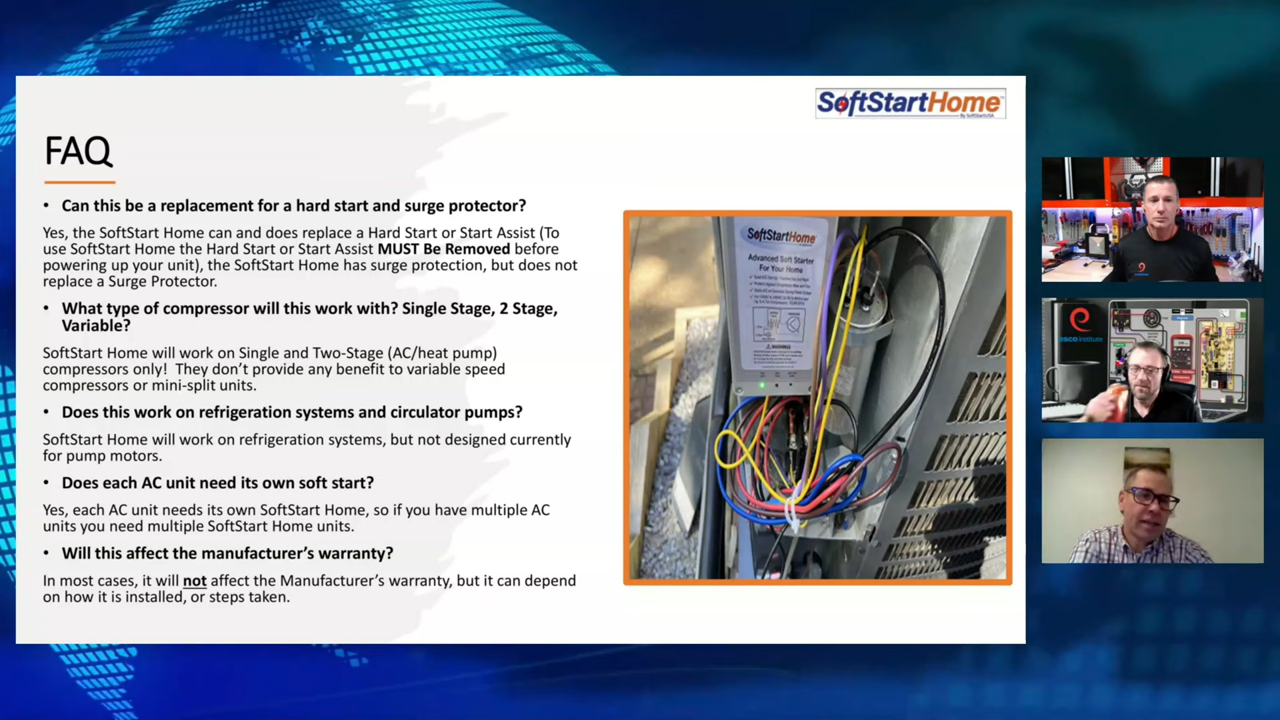 SoftStartHome
By SoftStartUSA
FAQ
• Can this be a replacement for a hard start and surge protector?
Yes, the SoftStart Home can and does replace a Hard Start or Start Assist (To
use SoftStart Home the Hard Start or Start Assist MUST Be Removed before
powering up your unit), the SoftStart Home has surge protection, but does not
replace a Surge Protector.
• What type of compressor will this work with? Single Stage, 2 Stage,
Variable?
SoftStart Home will work on Single and Two-Stage (AC/heat pump)
compressors only! They don't provide any benefit to variable speed
compressors or mini-split units.
• Does this work on refrigeration systems and circulator pumps?
SoftStart Home will work on refrigeration systems, but not designed currently
for pump motors.
• Does each AC unit need its own soft start?
Yes, each AC unit needs its own SoftStart Home, so if you have multiple AC
units you need multiple SoftStart Home units.
• Will this affect the manufacturer's warranty?
In most cases, it will not affect the Manufacturer's warranty, but it can depend
on how it is installed, or steps taken.
SoftStartHome
Advanced Soft Starter
For Your Home
WARNING
esco institute